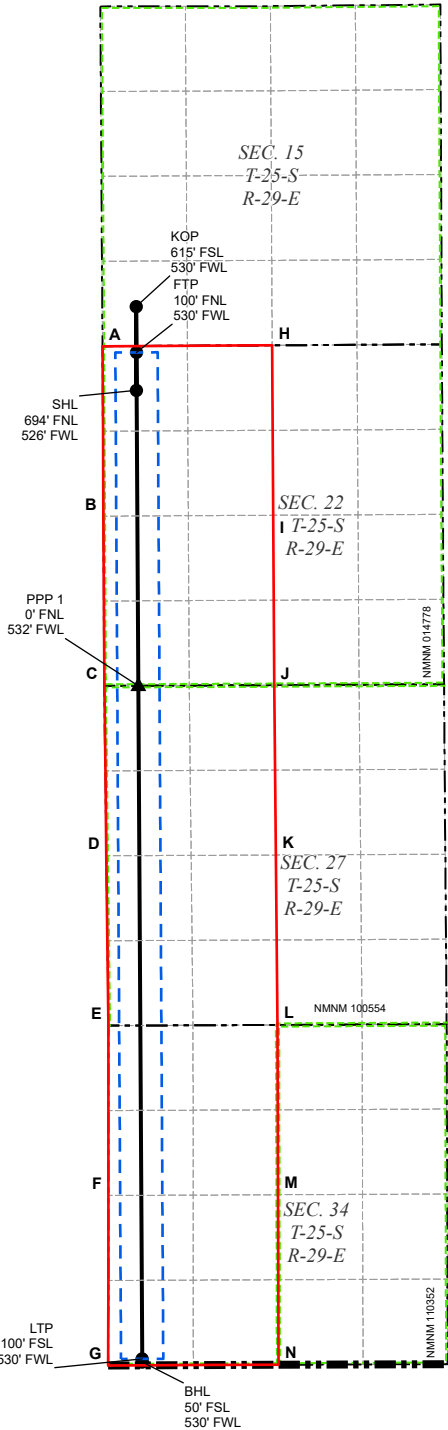 SEC. 15
T-25-S
R-29-E
KOP
615' FSL
530' FWL
FTP
100' FNL
530' FWL
A
H
SHL
694' FNL
526' FWL
B
SEC. 22
I T-25-S
R-29-E
PPP 1
0' FNL
532' FWL
NMNM 014778
C
J
D
K
SEC. 27
T-25-S
R-29-E
E
L
NMNM 100554
F
M
SEC. 34
T-25-S
R-29-E
NMNM 110352
LTP
100' FSL
530' FWL
G
N
BHL
50' FSL
530' FWL